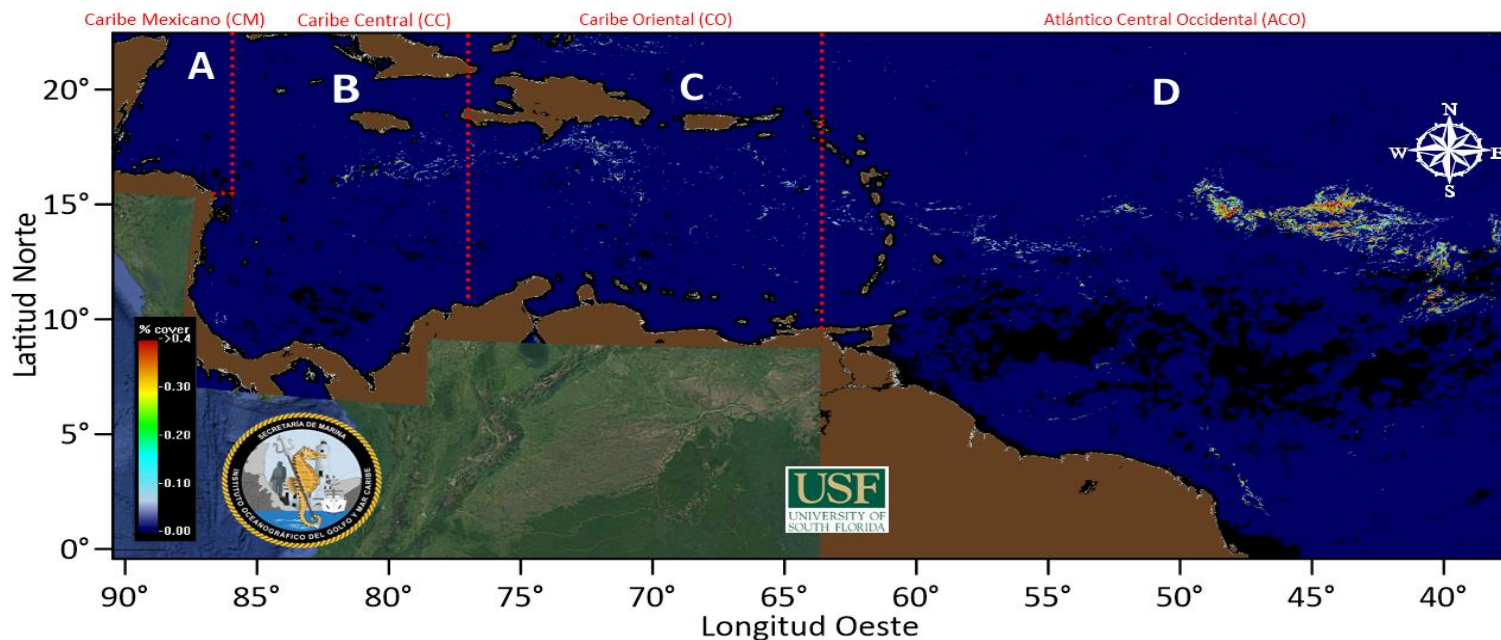 Caribe Mexicano (CM)
Caribe Central (CC)
Caribe Oriental (CO)
Atlántico Central Occidental (ACO)
A
B
C
D
N
W
E
S
20°
15°
10°
5°
0°
Latitud Norte
% cover
>0.4
0.30
0.20
0.10
0.00
SECRETARÍA DE MARINA
INSTITUTO OCEANOGRÁFICO DEL GOLFO Y MAR CARIBE
USF
UNIVERSITY OF
SOUTH FLORIDA
90°
85°
80°
75°
70°
65°
60°
55°
50°
45°
40°
Longitud Oeste